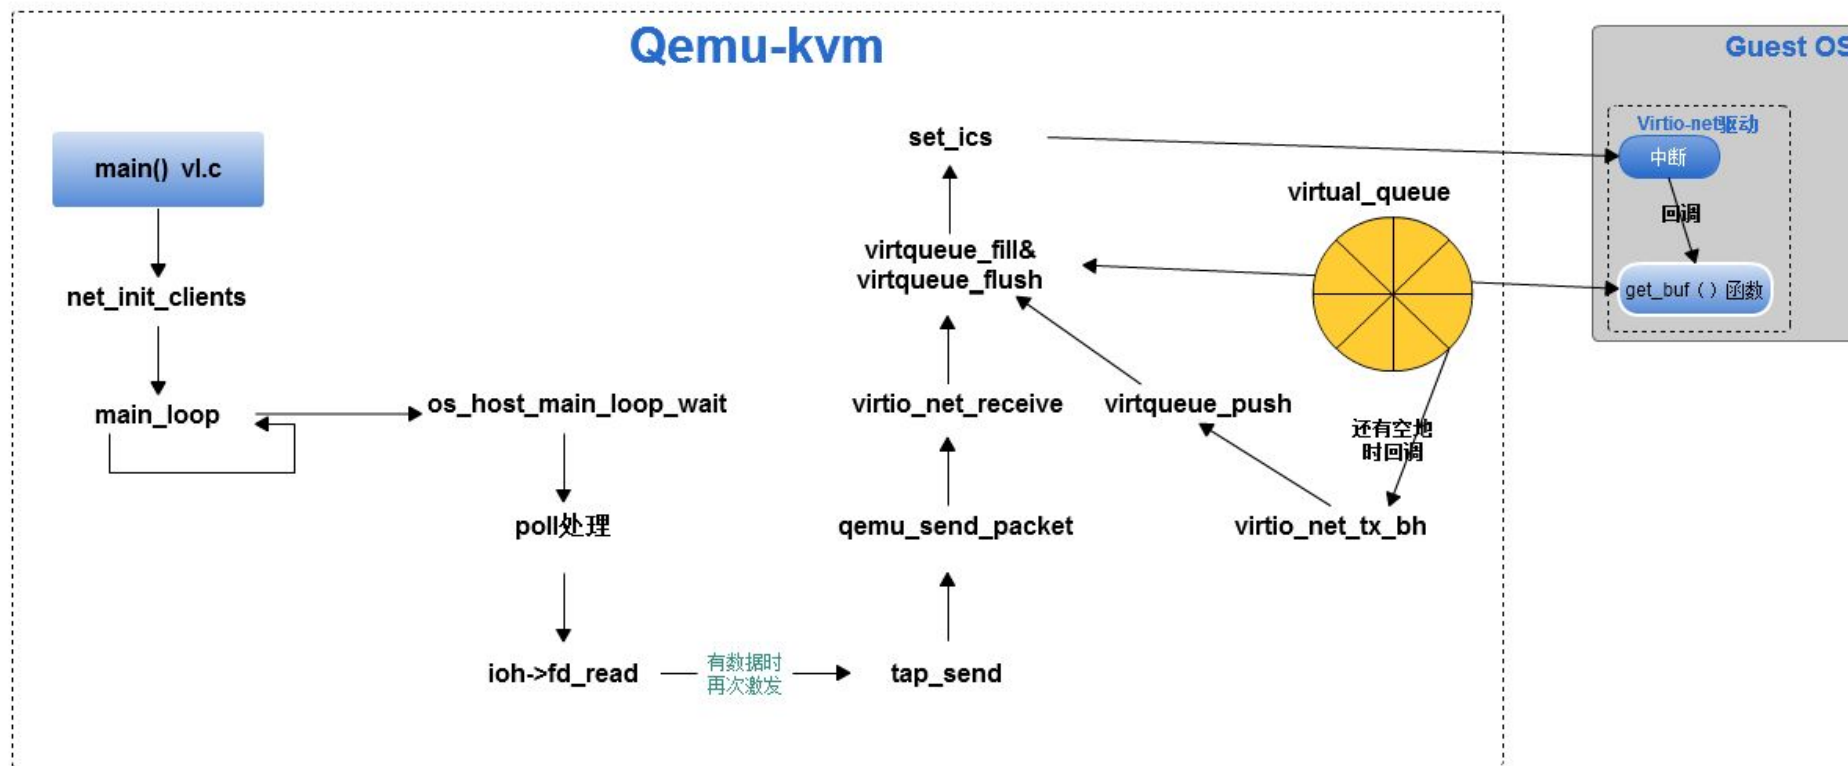 Qemu-kvm
Guest OS
main() vl.c
set_ics
Virtio-net驱动
中断
virtual_queue
回调
virtqueue_fill&
virtqueue_flush
get_buf（）函数
net_init_clients
main_loop
os_host_main_loop_wait
virtio_net_receive
virtqueue_push
还有空地
时回调
poll处理
qemu_send_packet
virtio_net_tx_bh
ioh->fd_read
有数据时
再次激发
tap_send